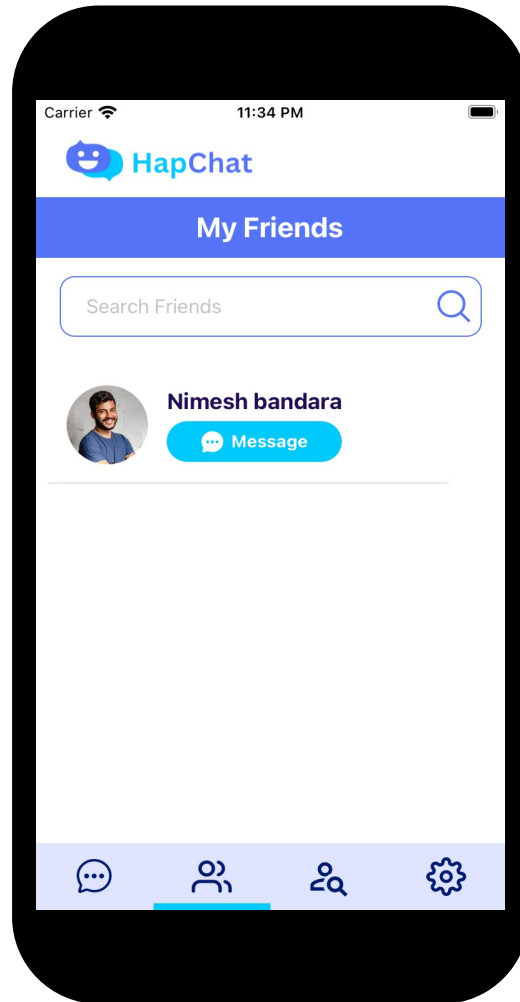 Carrier 11:34 PM
HapChat
My Friends
Search Friends
Nimesh bandara
Message